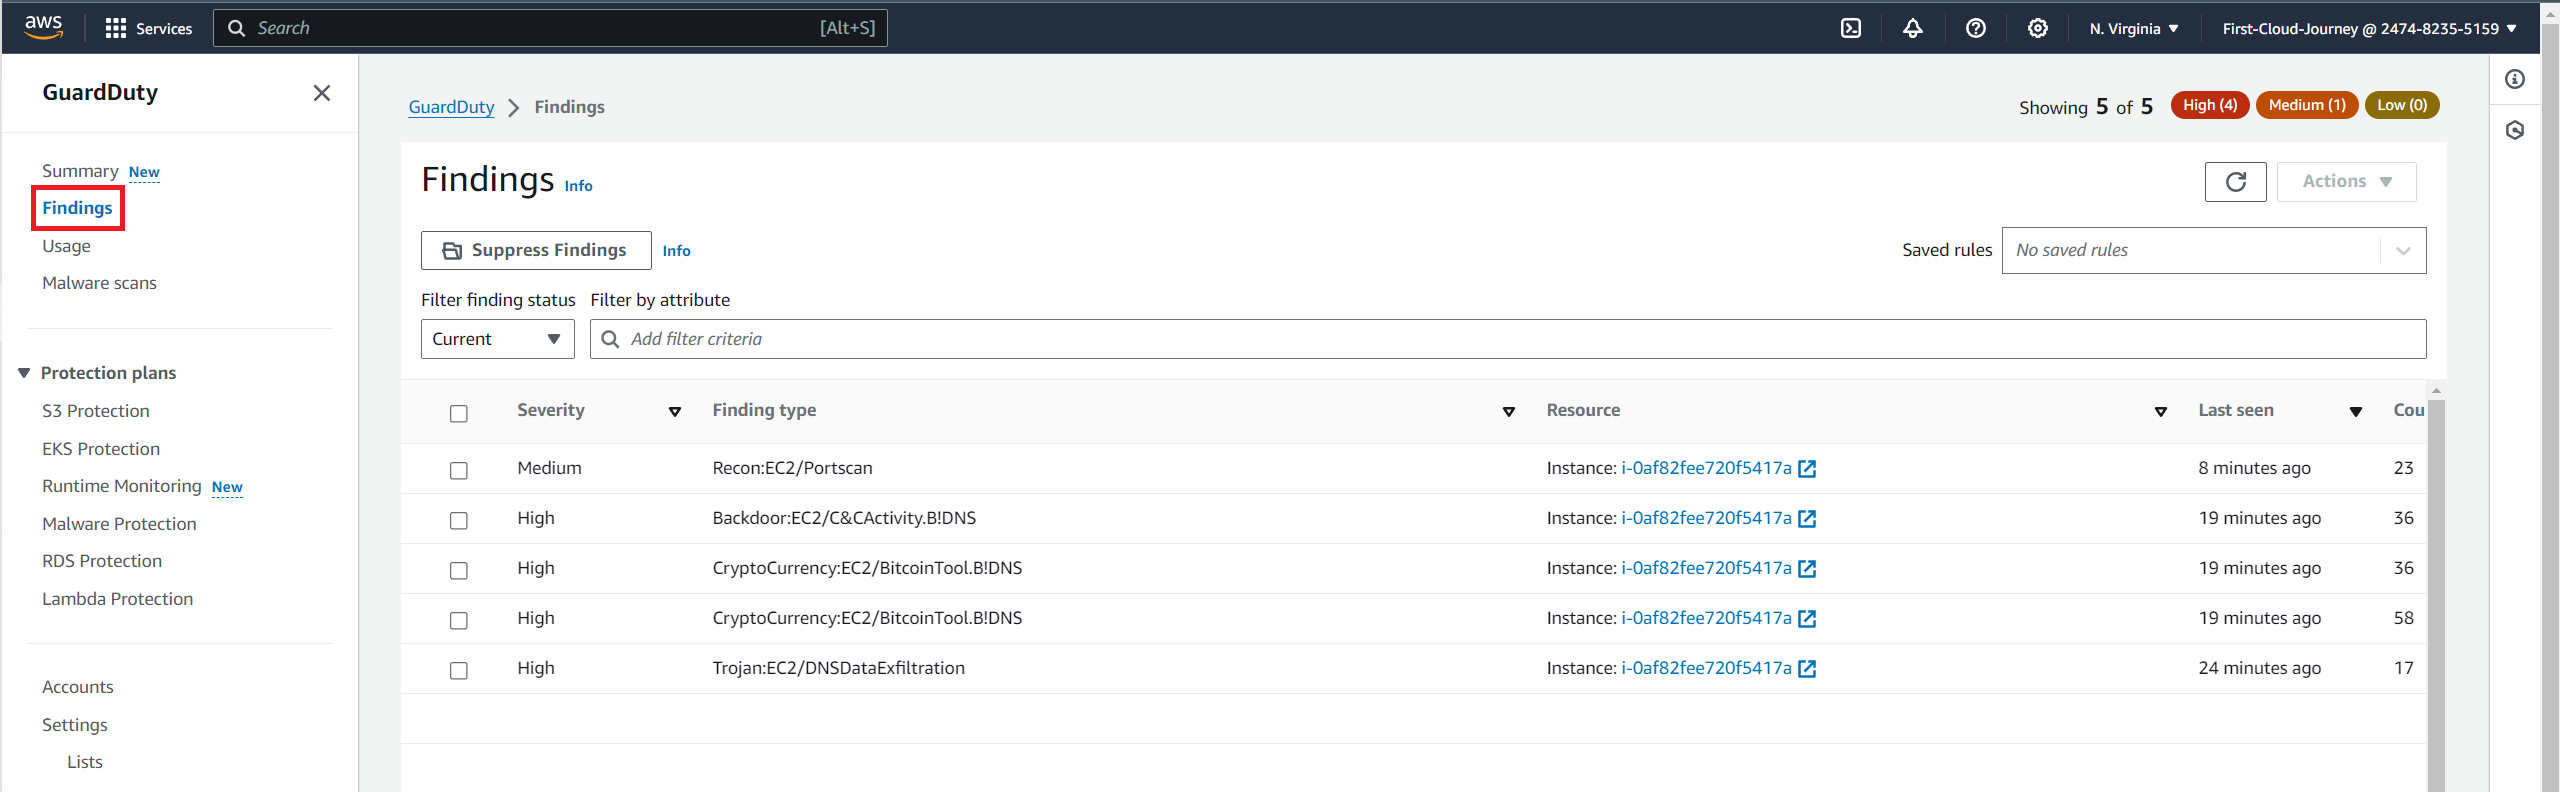 aws Services Search [Alt+S] N. Virginia First-Cloud-Journey @ 2474-8235-5159
GuardDuty
Summary New
Findings
Usage
Malware scans
Protection plans
S3 Protection
EKS Protection
Runtime Monitoring New
Malware Protection
RDS Protection
Lambda Protection
Accounts
Settings
Lists
GuardDuty Findings
Showing 5 of 5 High (4) Medium (1) Low (0)
Findings Info
Actions
Suppress Findings Info
Saved rules No saved rules
Filter finding status Filter by attribute
Current Add filter criteria
Severity Finding type Resource Last seen Cou
Medium Recon:EC2/Portscan Instance: i-0af82fee720f5417a 8 minutes ago 23
High Backdoor:EC2/C&CActivity.B!DNS Instance: i-0af82fee720f5417a 19 minutes ago 36
High CryptoCurrency:EC2/BitcoinTool.B!DNS Instance: i-0af82fee720f5417a 19 minutes ago 36
High CryptoCurrency:EC2/BitcoinTool.B!DNS Instance: i-0af82fee720f5417a 19 minutes ago 58
High Trojan:EC2/DNSDataExfiltration Instance: i-0af82fee720f5417a 24 minutes ago 17